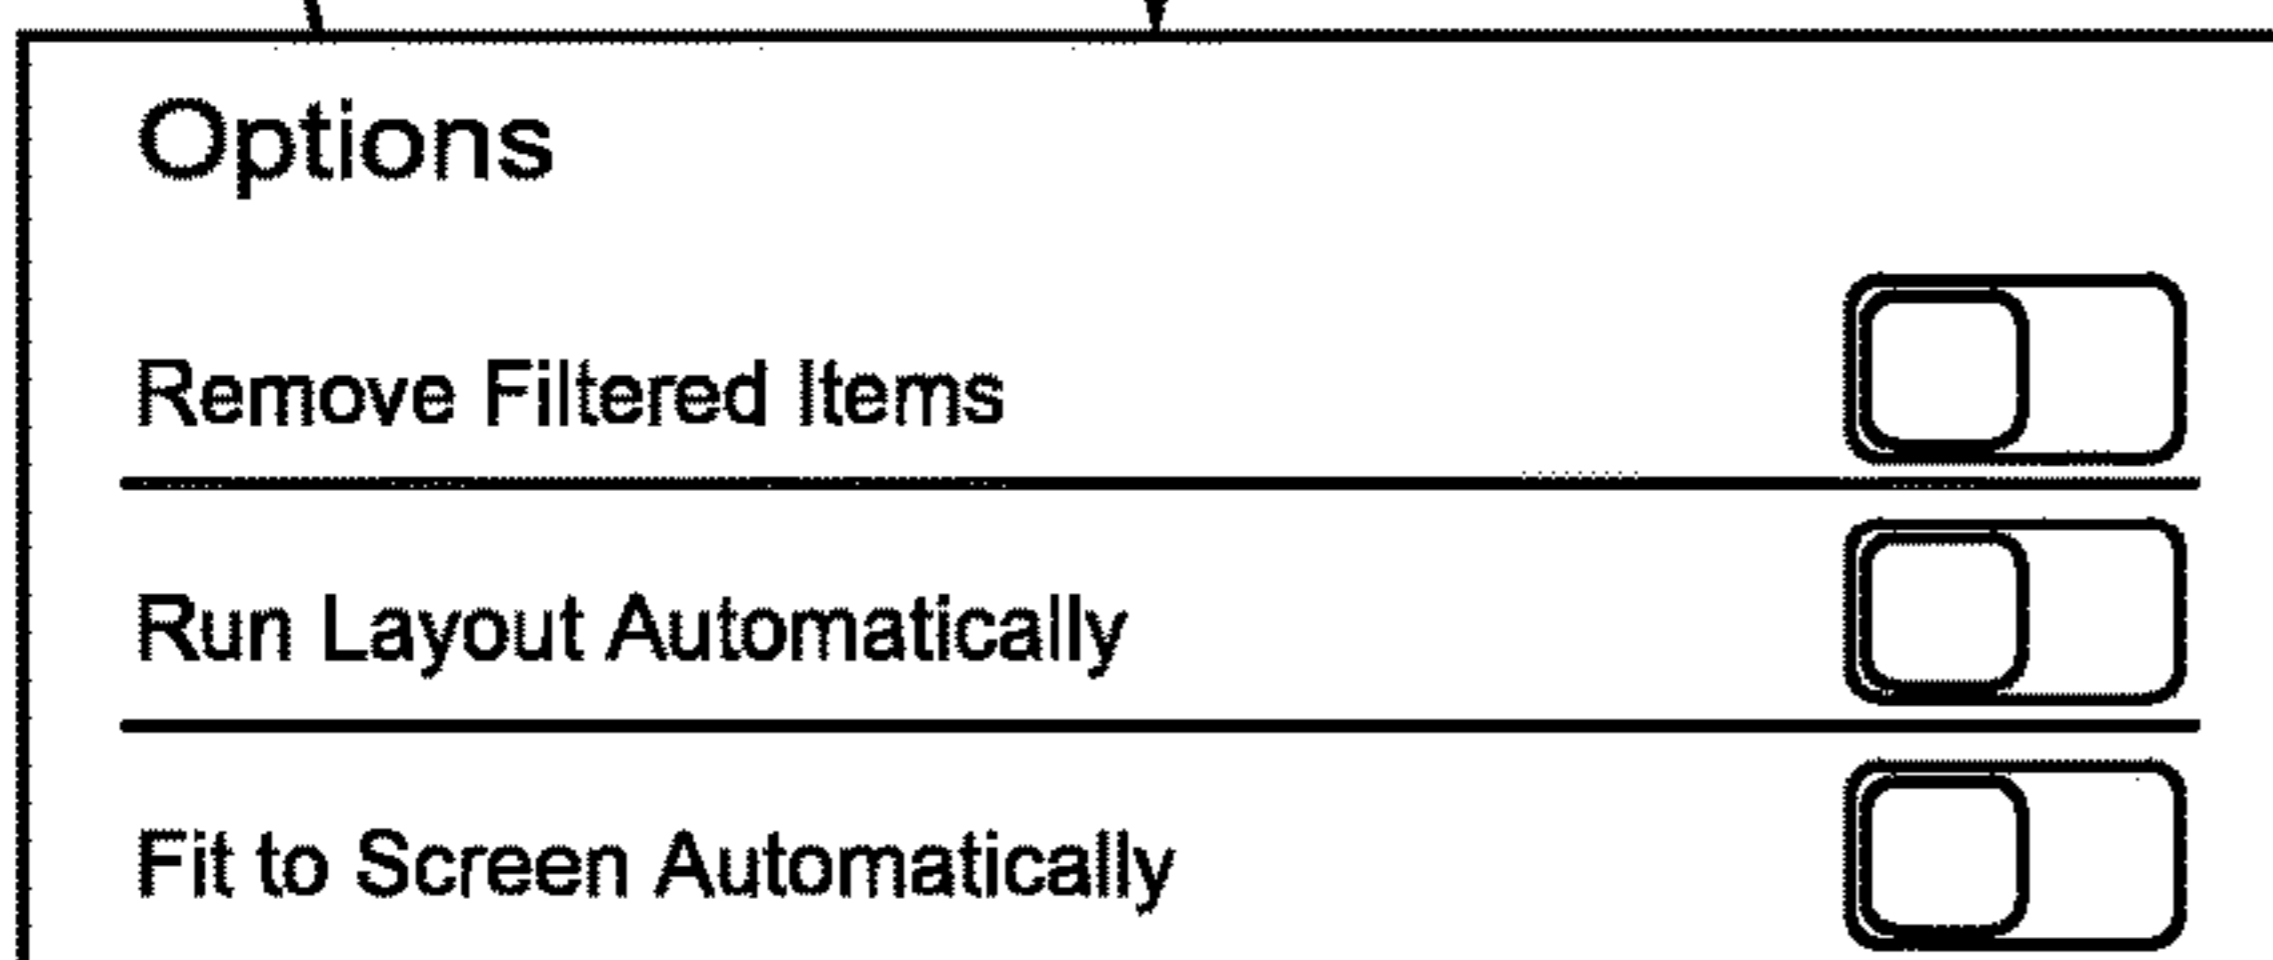 Options
Remove Filtered Items
Run Layout Automatically
Fit to Screen Automatically